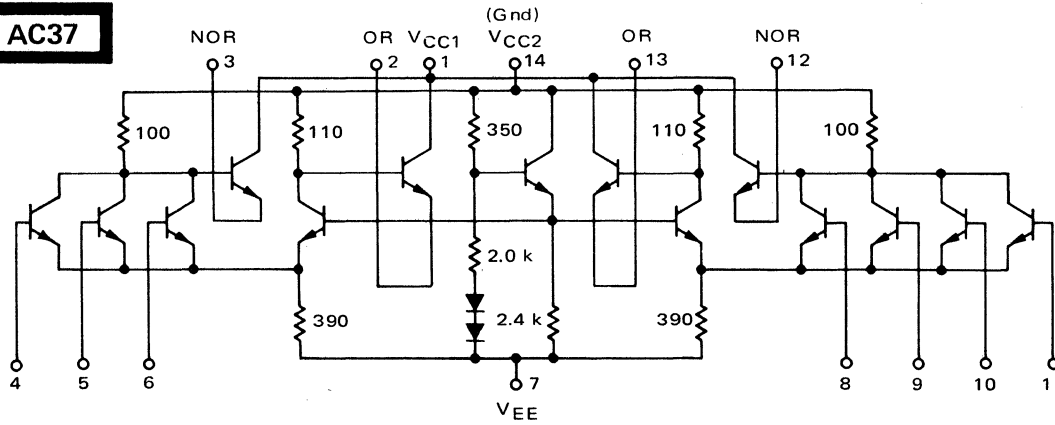 AC37
(Gnd)
NOR OR VCC1 VCC2 OR NOR
3 2 1 14 13 12
100 110 350 110 100
2.0 k
390 2.4 k 390
4 5 6 7 8 9 10 1
VEE